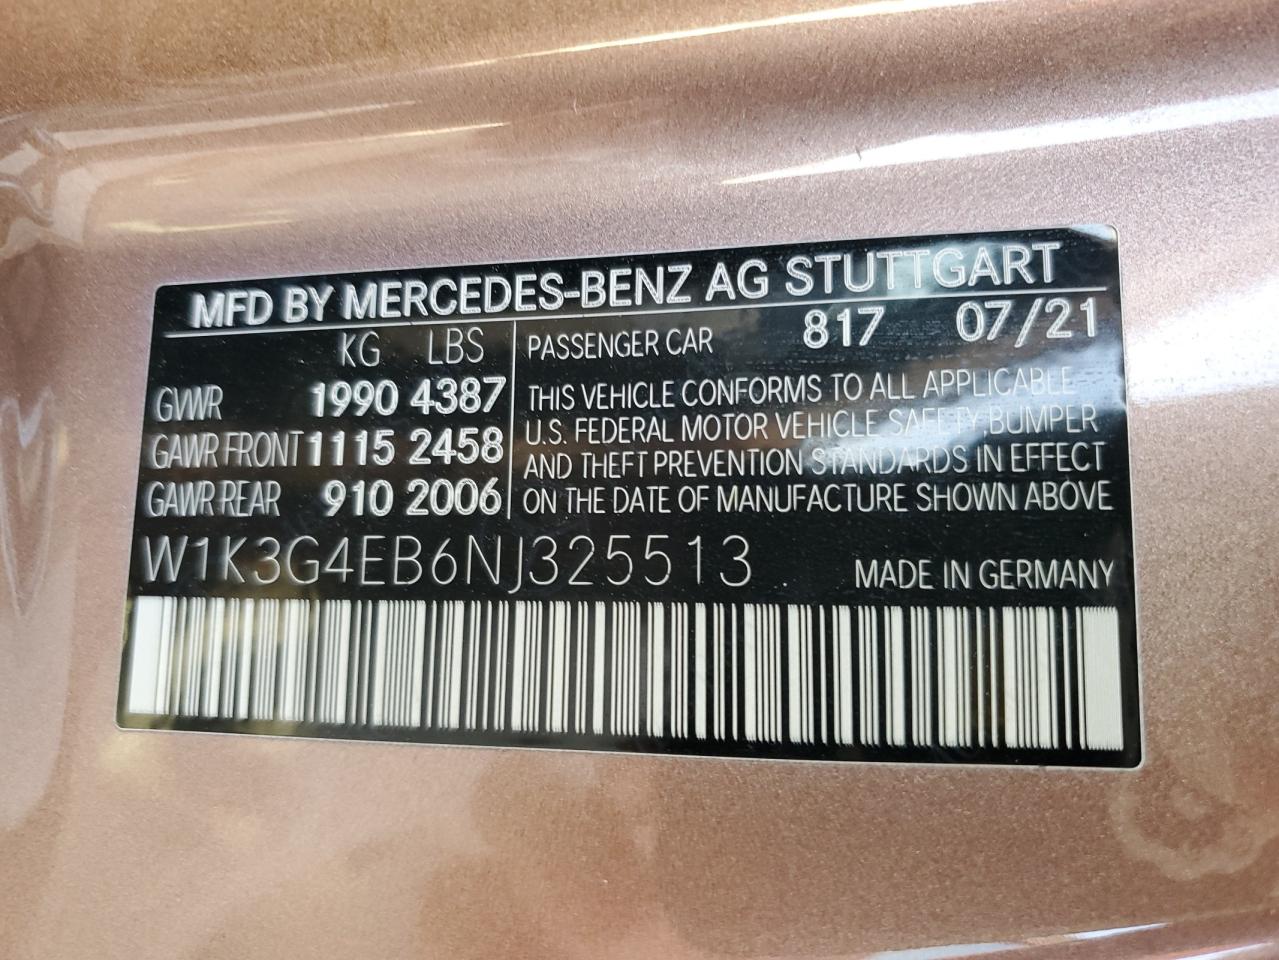 MFD BY MERCEDES-BENZ AG STUTTGART
KG LBS
GVWR 1990 4387
GAWR FRONT 1115 2458
GAWR REAR 910 2006
PASSENGER CAR 817 07/21
THIS VEHICLE CONFORMS TO ALL APPLICABLE
U.S. FEDERAL MOTOR VEHICLE SAFETY, BUMPER
AND THEFT PREVENTION STANDARDS IN EFFECT
ON THE DATE OF MANUFACTURE SHOWN ABOVE
W1K3G4EB6NJ325513 MADE IN GERMANY